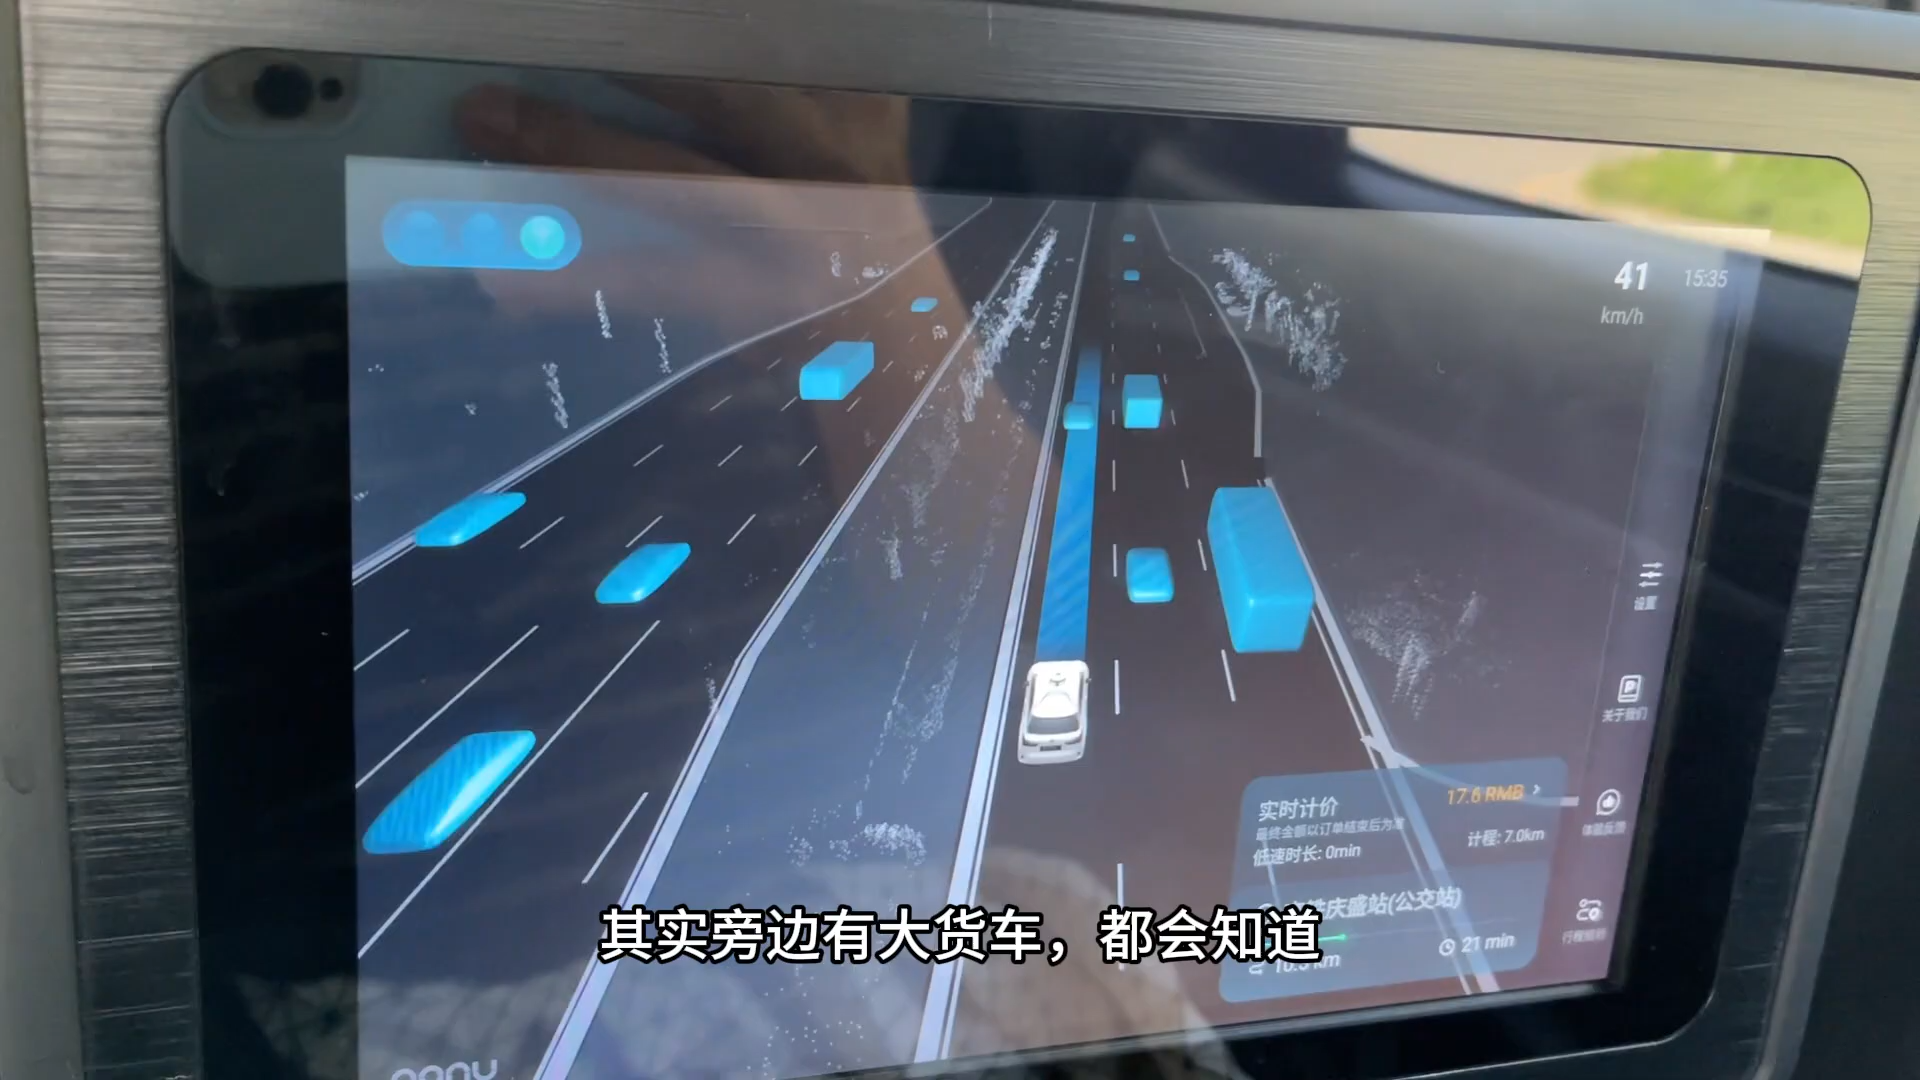 41
15:35
km/h
设置
关于我们
实时计价
17.6 RMB
最终金额以订单结束后为准
低速时长: 0min
计程: 7.0km
庆盛站(公交站)
21 min
km
其实旁边有大货车，都会知道